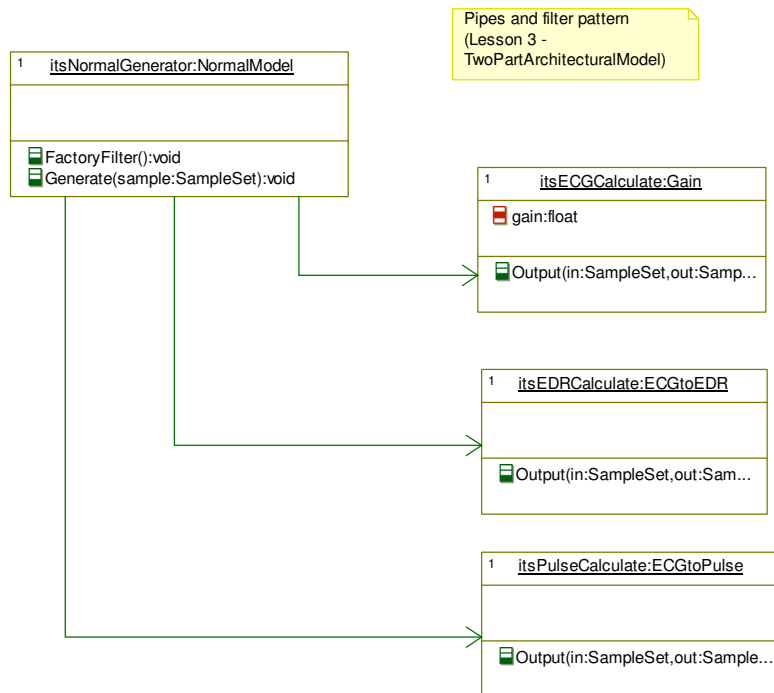 Pipes and filter pattern
(Lesson 3 -
TwoPartArchitecturalModel)
1 itsNormalGenerator:NormalModel
FactoryFilter():void
Generate(sample:SampleSet):void
1 itsECGCalculate:Gain
gain:float
Output(in:SampleSet,out:Samp...
1 itsEDRCalculate:ECGtoEDR
Output(in:SampleSet,out:Sam...
1 itsPulseCalculate:ECGtoPulse
Output(in:SampleSet,out:Sample...